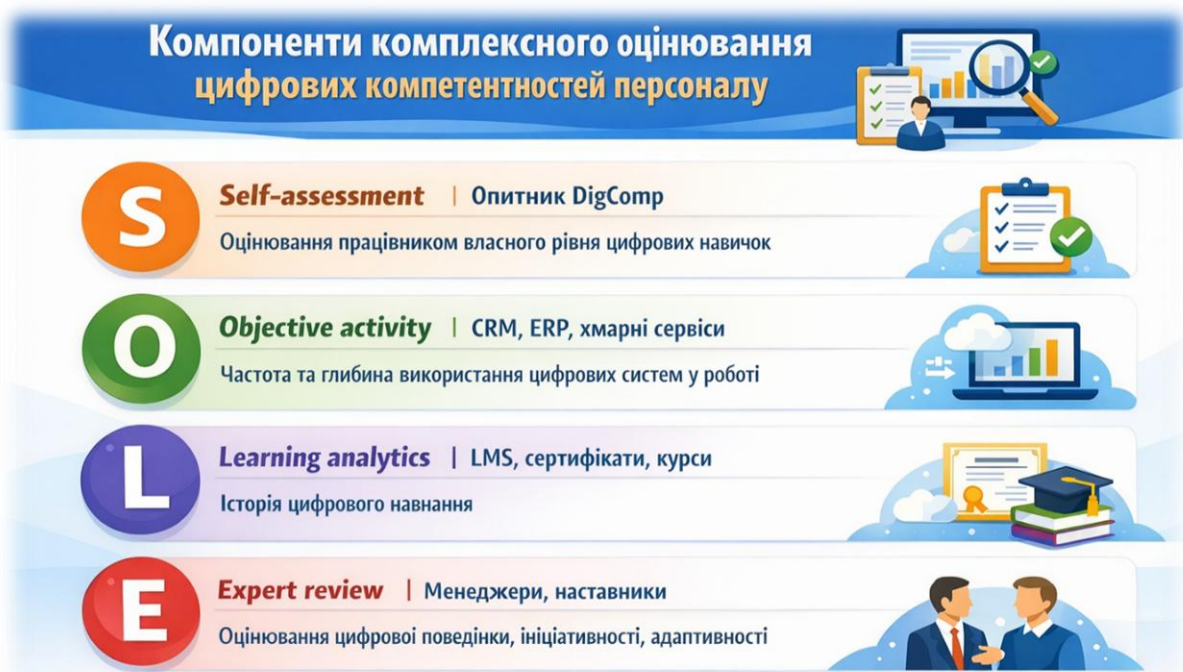 Компоненти комплексного оцінювання
цифрових компетентностей персоналу
S
Self-assessment | Опитник DigComp
Оцінювання працівником власного рівня цифрових навичок
O
Objective activity | CRM, ERP, хмарні сервіси
Частота та глибина використання цифрових систем у роботі
L
Learning analytics | LMS, сертифікати, курси
Історія цифрового навнання
E
Expert review | Менеджери, наставники
Оцінювання цифрової поведінки, ініціативності, адаптивності